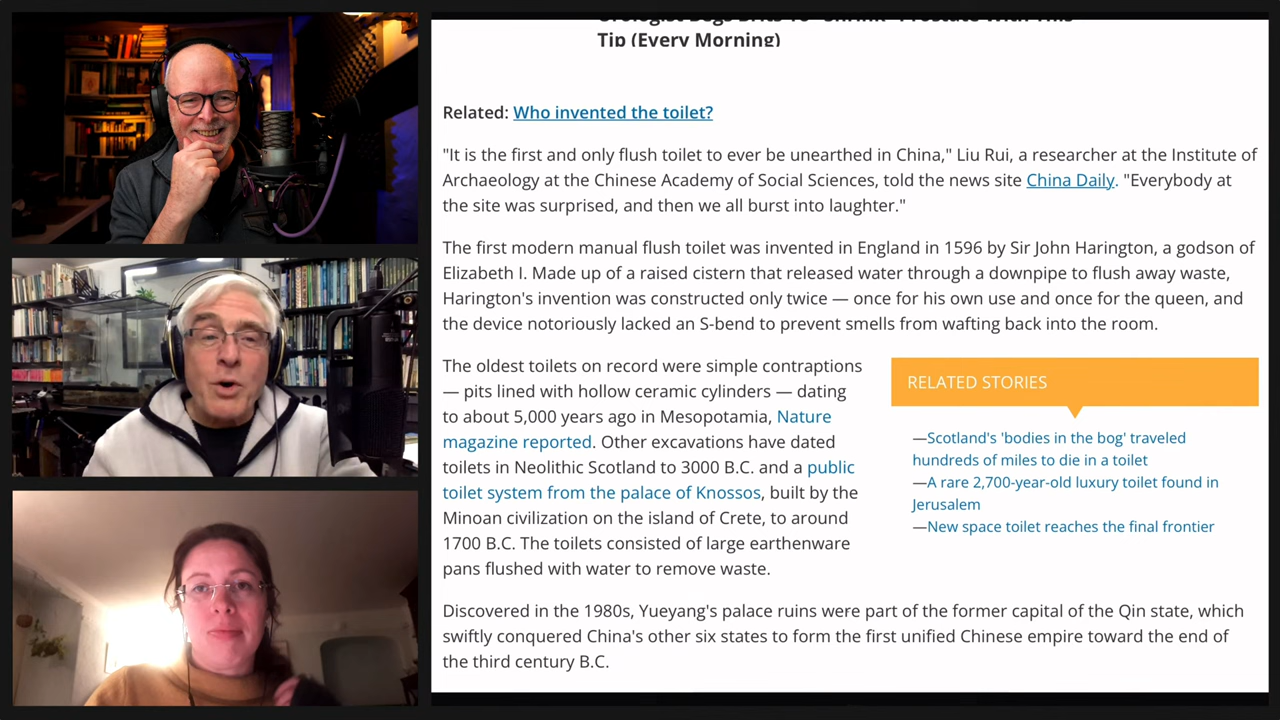 Tip (Every Morning)
Related: Who invented the toilet?
"It is the first and only flush toilet to ever be unearthed in China," Liu Rui, a researcher at the Institute of
Archaeology at the Chinese Academy of Social Sciences, told the news site China Daily. "Everybody at
the site was surprised, and then we all burst into laughter."
The first modern manual flush toilet was invented in England in 1596 by Sir John Harington, a godson of
Elizabeth I. Made up of a raised cistern that released water through a downpipe to flush away waste,
Harington's invention was constructed only twice — once for his own use and once for the queen, and
the device notoriously lacked an S-bend to prevent smells from wafting back into the room.
The oldest toilets on record were simple contraptions
— pits lined with hollow ceramic cylinders — dating
to about 5,000 years ago in Mesopotamia, Nature
magazine reported. Other excavations have dated
toilets in Neolithic Scotland to 3000 B.C. and a public
toilet system from the palace of Knossos, built by the
Minoan civilization on the island of Crete, to around
1700 B.C. The toilets consisted of large earthenware
pans flushed with water to remove waste.
RELATED STORIES
—Scotland's 'bodies in the bog' traveled
hundreds of miles to die in a toilet
—A rare 2,700-year-old luxury toilet found in
Jerusalem
—New space toilet reaches the final frontier
Discovered in the 1980s, Yueyang's palace ruins were part of the former capital of the Qin state, which
swiftly conquered China's other six states to form the first unified Chinese empire toward the end of
the third century B.C.